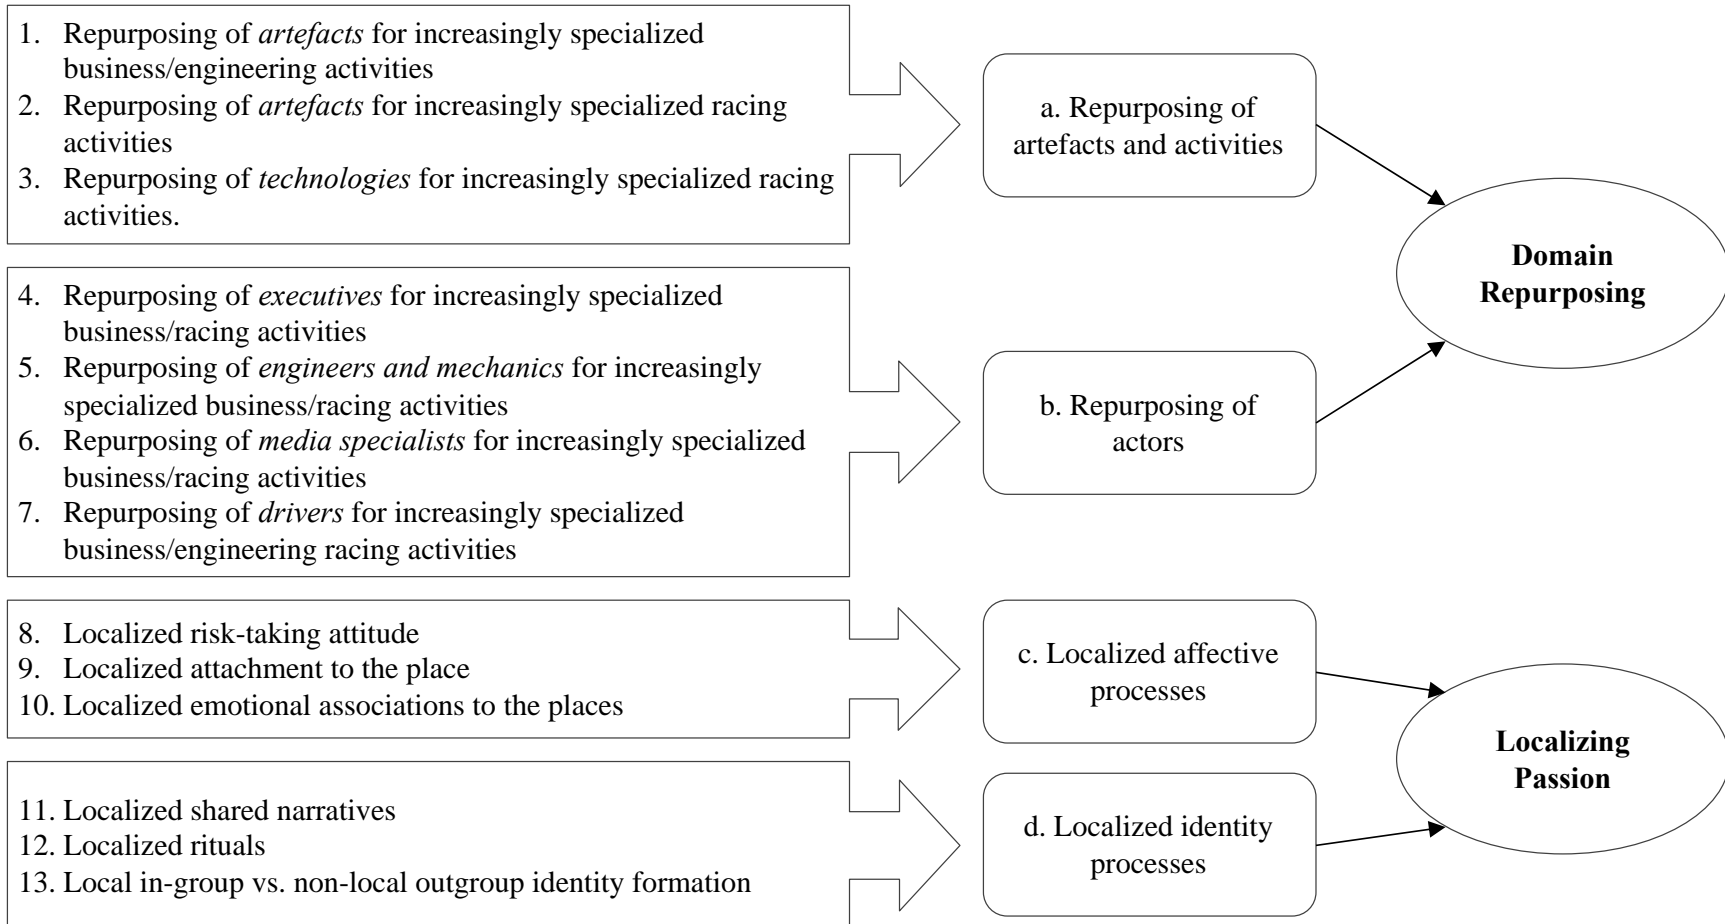 1. Repurposing of artefacts for increasingly specialized
business/engineering activities
2. Repurposing of artefacts for increasingly specialized racing
activities
3. Repurposing of technologies for increasingly specialized racing
activities.
a. Repurposing of
artefacts and activities
Domain
Repurposing
4. Repurposing of executives for increasingly specialized
business/racing activities
5. Repurposing of engineers and mechanics for increasingly
specialized business/racing activities
6. Repurposing of media specialists for increasingly specialized
business/racing activities
7. Repurposing of drivers for increasingly specialized
business/engineering racing activities
b. Repurposing of
actors
8. Localized risk-taking attitude
9. Localized attachment to the place
10. Localized emotional associations to the places
c. Localized affective
processes
Localizing
Passion
11. Localized shared narratives
12. Localized rituals
13. Local in-group vs. non-local outgroup identity formation
d. Localized identity
processes